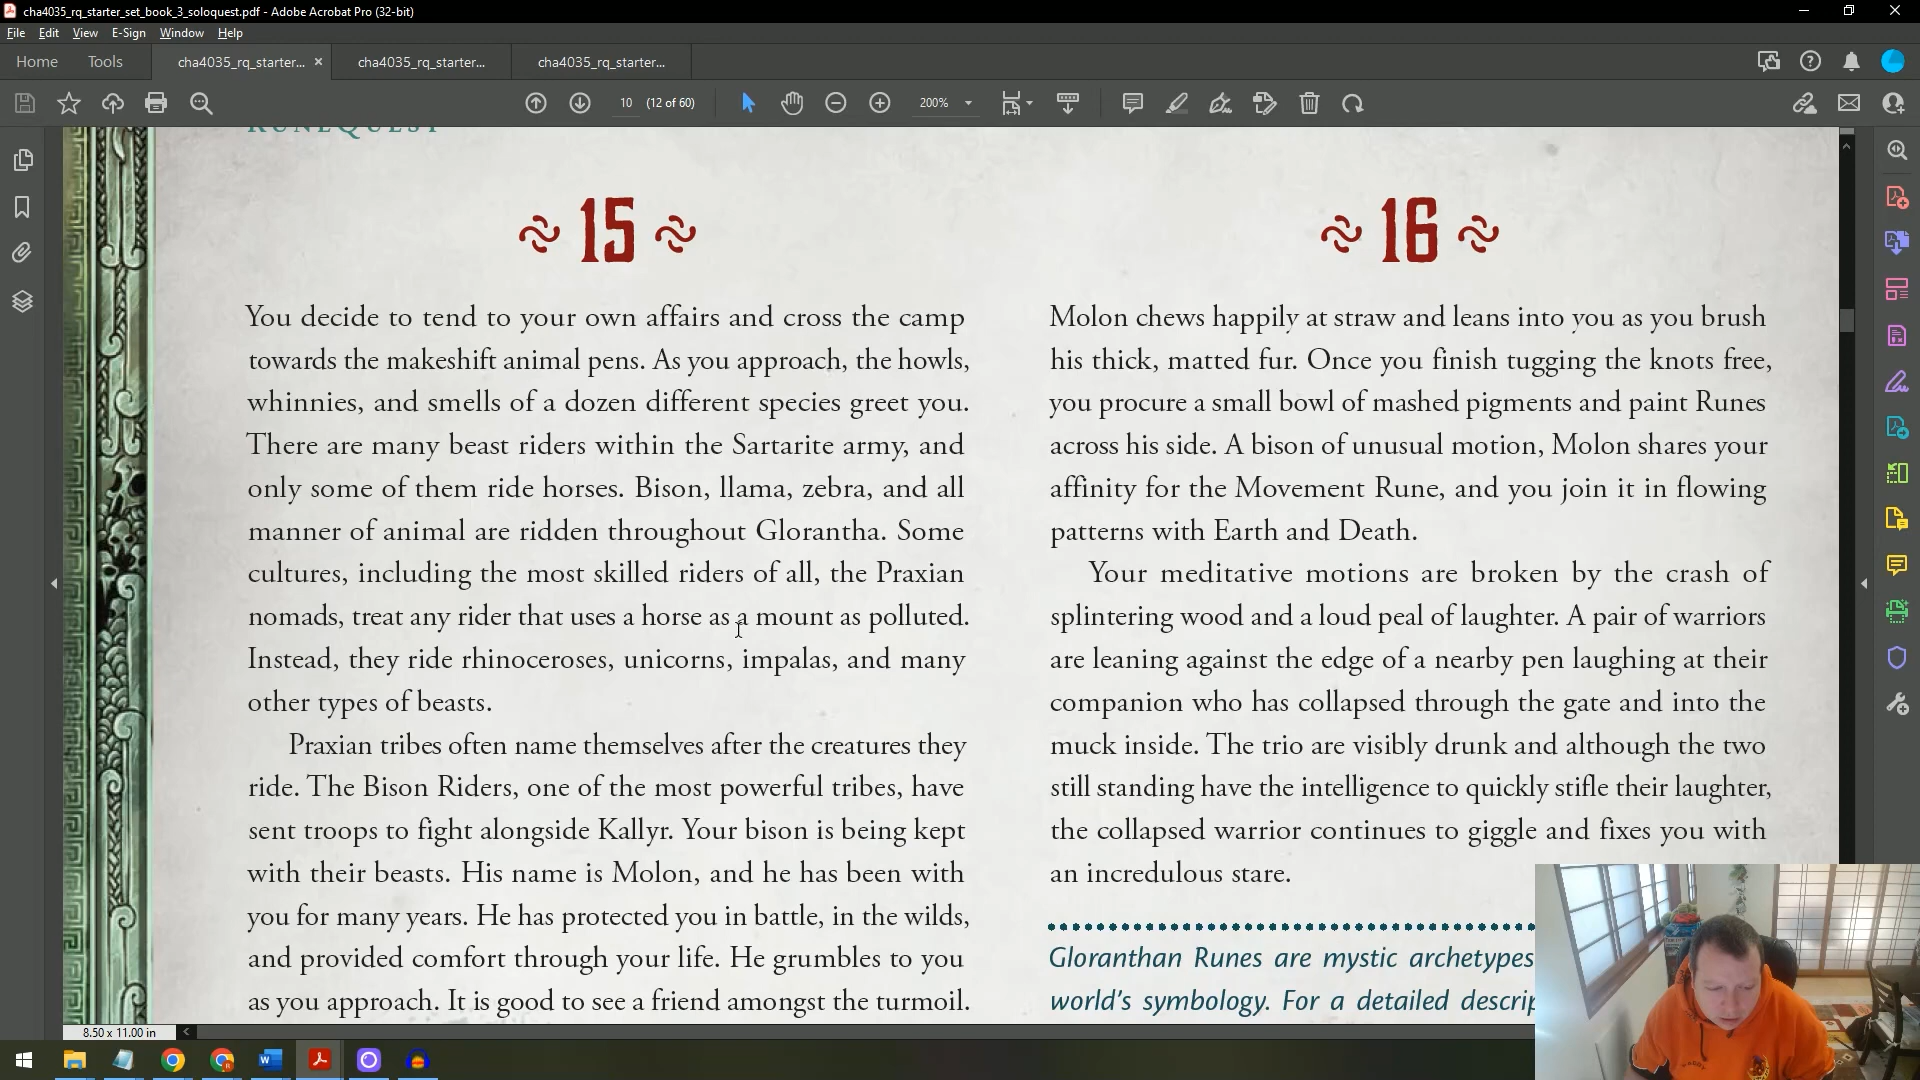 cha4035_rq_starter_set_book_3_soloquest.pdf - Adobe Acrobat Pro (32-bit)
File Edit View E-Sign Window Help
Home Tools cha4035_rq_starter... × cha4035_rq_starter... cha4035_rq_starter...
10 (12 of 60) 200%
RUNEQUEST
15
You decide to tend to your own affairs and cross the camp
towards the makeshift animal pens. As you approach, the howls,
whinnies, and smells of a dozen different species greet you.
There are many beast riders within the Sartarite army, and
only some of them ride horses. Bison, llama, zebra, and all
manner of animal are ridden throughout Glorantha. Some
cultures, including the most skilled riders of all, the Praxian
nomads, treat any rider that uses a horse as a mount as polluted.
Instead, they ride rhinoceroses, unicorns, impalas, and many
other types of beasts.
Praxian tribes often name themselves after the creatures they
ride. The Bison Riders, one of the most powerful tribes, have
sent troops to fight alongside Kallyr. Your bison is being kept
with their beasts. His name is Molon, and he has been with
you for many years. He has protected you in battle, in the wilds,
and provided comfort through your life. He grumbles to you
as you approach. It is good to see a friend amongst the turmoil.
16
Molon chews happily at straw and leans into you as you brush
his thick, matted fur. Once you finish tugging the knots free,
you procure a small bowl of mashed pigments and paint Runes
across his side. A bison of unusual motion, Molon shares your
affinity for the Movement Rune, and you join it in flowing
patterns with Earth and Death.
Your meditative motions are broken by the crash of
splintering wood and a loud peal of laughter. A pair of warriors
are leaning against the edge of a nearby pen laughing at their
companion who has collapsed through the gate and into the
muck inside. The trio are visibly drunk and although the two
still standing have the intelligence to quickly stifle their laughter,
the collapsed warrior continues to giggle and fixes you with
an incredulous stare.
Gloranthan Runes are mystic archetypes
world's symbology. For a detailed descrip
8.50 x 11.00 in